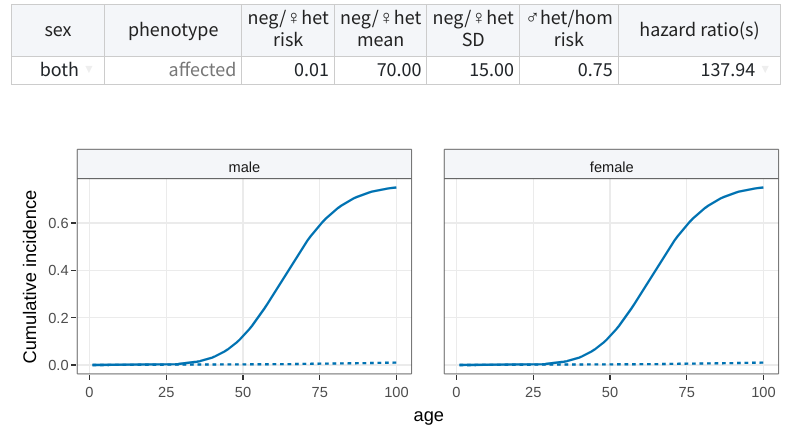 sex phenotype neg/♀het risk neg/♀het mean neg/♀het SD ♂het/hom risk hazard ratio(s)
both affected 0.01 70.00 15.00 0.75 137.94
male female
Cumulative incidence
0.6
0.4
0.2
0.0
0 25 50 75 100 0 25 50 75 100
age